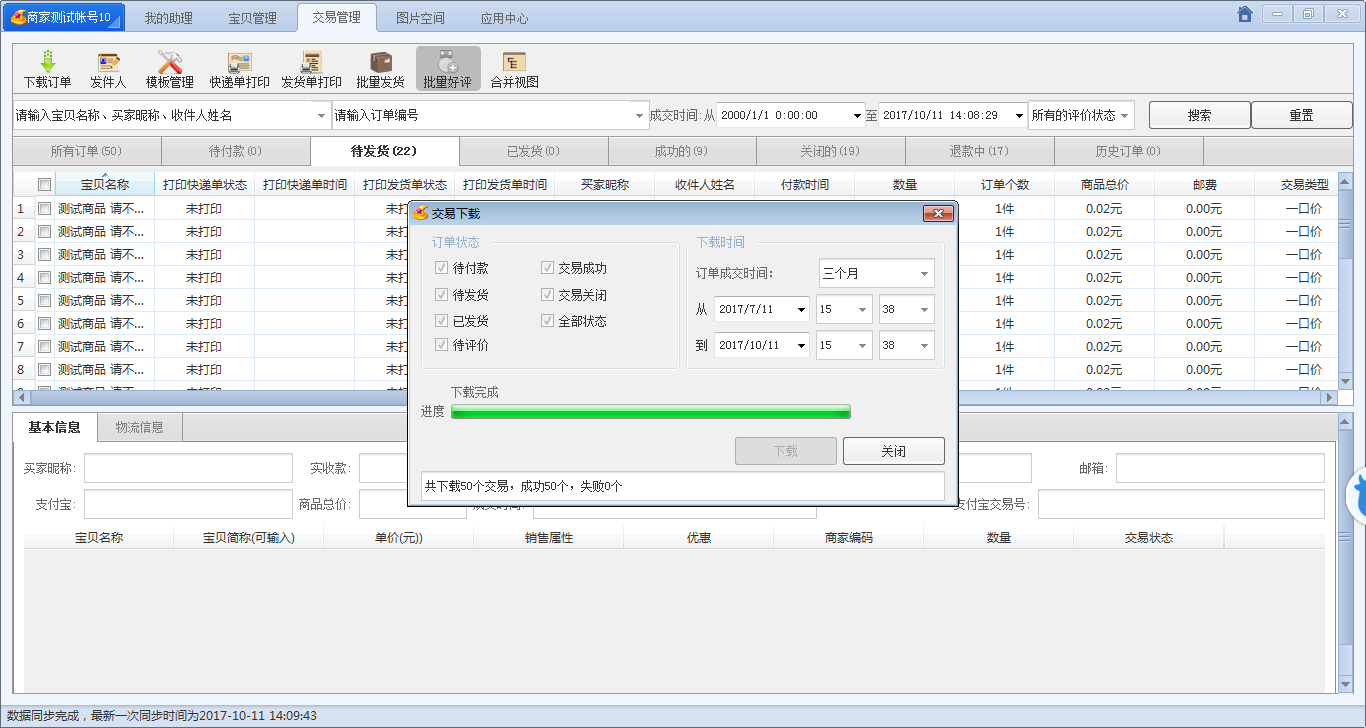 商家测试帐号10 我的助理 宝贝管理 交易管理 图片空间 应用中心
下载订单 发件人 模板管理 快递单打印 发货单打印 批量发货 批量好评 合并视图
请输入宝贝名称、买家昵称、收件人姓名 请输入订单编号 成交时间: 从 2000/1/1 0:00:00 至 2017/10/11 14:08:29 所有的评价状态 搜索 重置
所有订单 (50) 待付款 (0) 待发货 (22) 已发货 (0) 成功的 (9) 关闭的 (19) 退款中 (17) 历史订单 (0)
宝贝名称 打印快递单状态 打印快递单时间 打印发货单状态 打印发货单时间 买家昵称 收件人姓名 付款时间 数量 订单个数 商品总价 邮费 交易类型
1 测试商品 请不... 未打印 未打 1件 0.02元 0.00元 一口价
2 测试商品 请不... 未打印 未打 1件 0.02元 0.00元 一口价
3 测试商品 请不... 未打印 未打 1件 0.02元 0.00元 一口价
4 测试商品 请不... 未打印 未打 1件 0.02元 0.00元 一口价
5 测试商品 请不... 未打印 未打 1件 0.02元 0.00元 一口价
6 测试商品 请不... 未打印 未打 1件 0.02元 0.00元 一口价
7 测试商品 请不... 未打印 未打 1件 0.02元 0.00元 一口价
8 测试商品 请不... 未打印 未打 1件 0.02元 0.00元 一口价
交易下载
订单状态 下载时间
待付款 交易成功 订单成交时间: 三个月
待发货 交易关闭 从 2017/7/11 15 38
已发货 全部状态
待评价 到 2017/10/11 15 38
下载完成
进度
下载 关闭
共下载50个交易，成功50个，失败0个
基本信息 物流信息
买家昵称: 实收款: 邮箱:
支付宝: 商品总价: 成交时间: 支付宝交易号:
宝贝名称 宝贝简称(可输入) 单价(元)) 销售属性 优惠 商家编码 数量 交易状态
数据同步完成，最新一次同步时间为2017-10-11 14:09:43